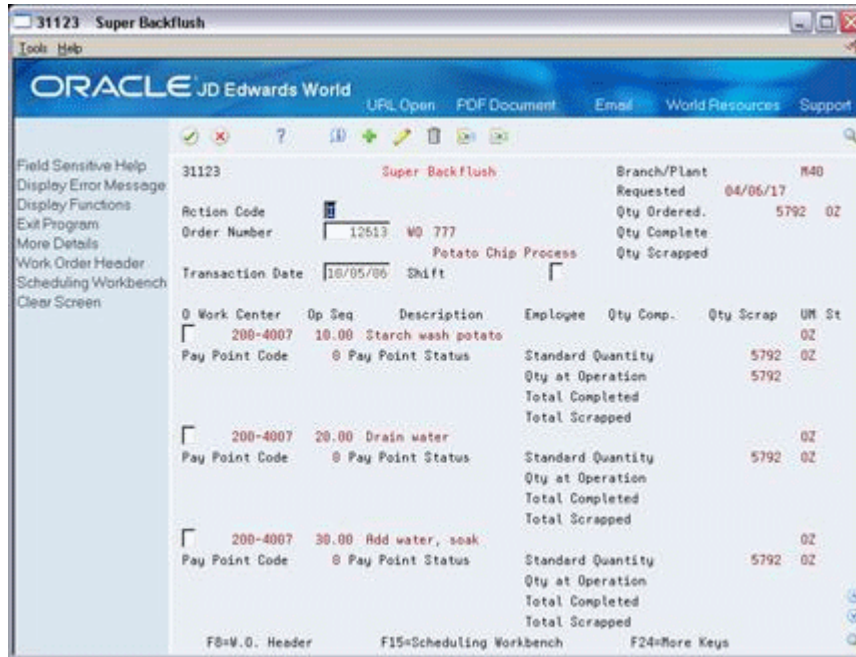 31123 Super Backflush
Tools Help
ORACLE JD Edwards World
URL Open PDF Document Email World Resources Support
Field Sensitive Help
Display Error Message
Display Functions
Exit Program
More Details
Work Order Header
Scheduling Workbench
Clear Screen
31123 Super Backflush Branch/Plant M40
Requested 04/06/17
Action Code I Qty Ordered. 5792 OZ
Order Number 12613 WO 777 Qty Complete
Potato Chip Process Qty Scrapped
Transaction Date 10/05/06 Shift
O Work Center Op Seq Description Employee Qty Comp. Qty Scrap UM St
200-4007 10.00 Starch wash potato OZ
Pay Point Code 0 Pay Point Status Standard Quantity 5792 OZ
Qty at Operation 5792
Total Completed
Total Scrapped
200-4007 20.00 Drain water OZ
Pay Point Code 0 Pay Point Status Standard Quantity 5792 OZ
Qty at Operation
Total Completed
Total Scrapped
200-4007 30.00 Add water, soak OZ
Pay Point Code 0 Pay Point Status Standard Quantity 5792 OZ
Qty at Operation
Total Completed
Total Scrapped
F8=W.O. Header F15=Scheduling Workbench F24=More Keys